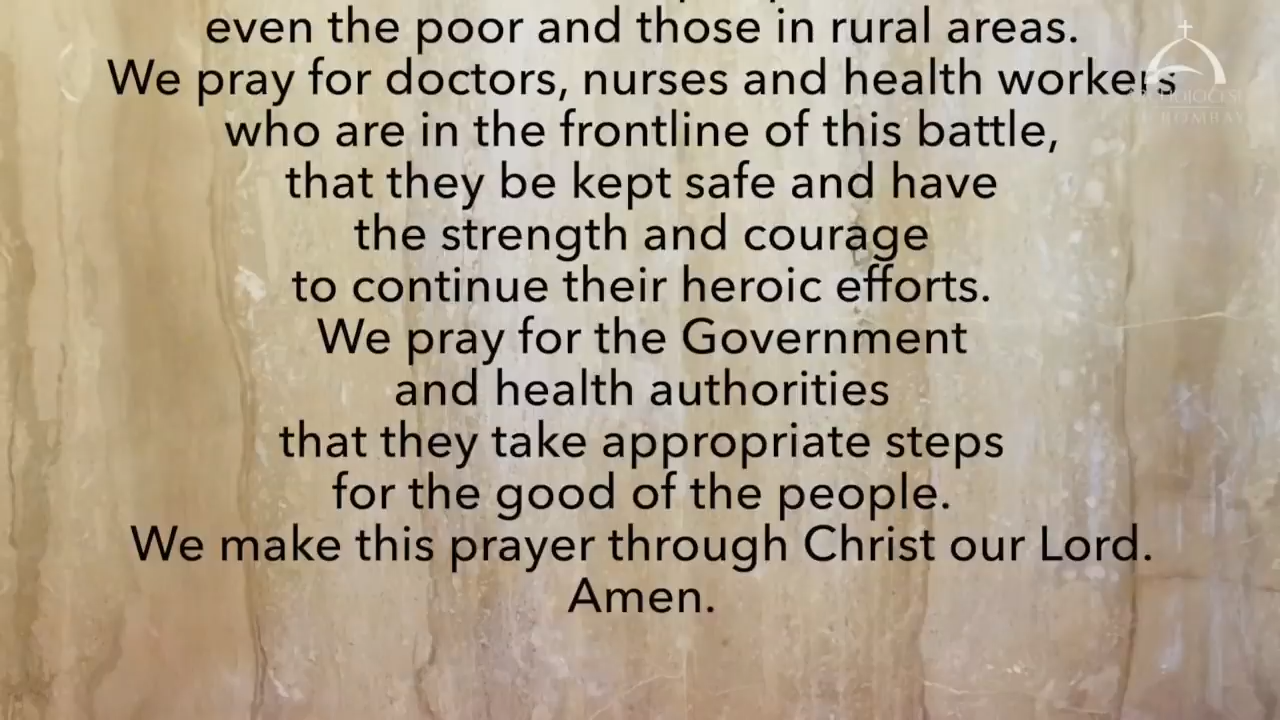 even the poor and those in rural areas.
We pray for doctors, nurses and health workers
who are in the frontline of this battle,
that they be kept safe and have
the strength and courage
to continue their heroic efforts.
We pray for the Government
and health authorities
that they take appropriate steps
for the good of the people.
We make this prayer through Christ our Lord.
Amen.
BOMBAY